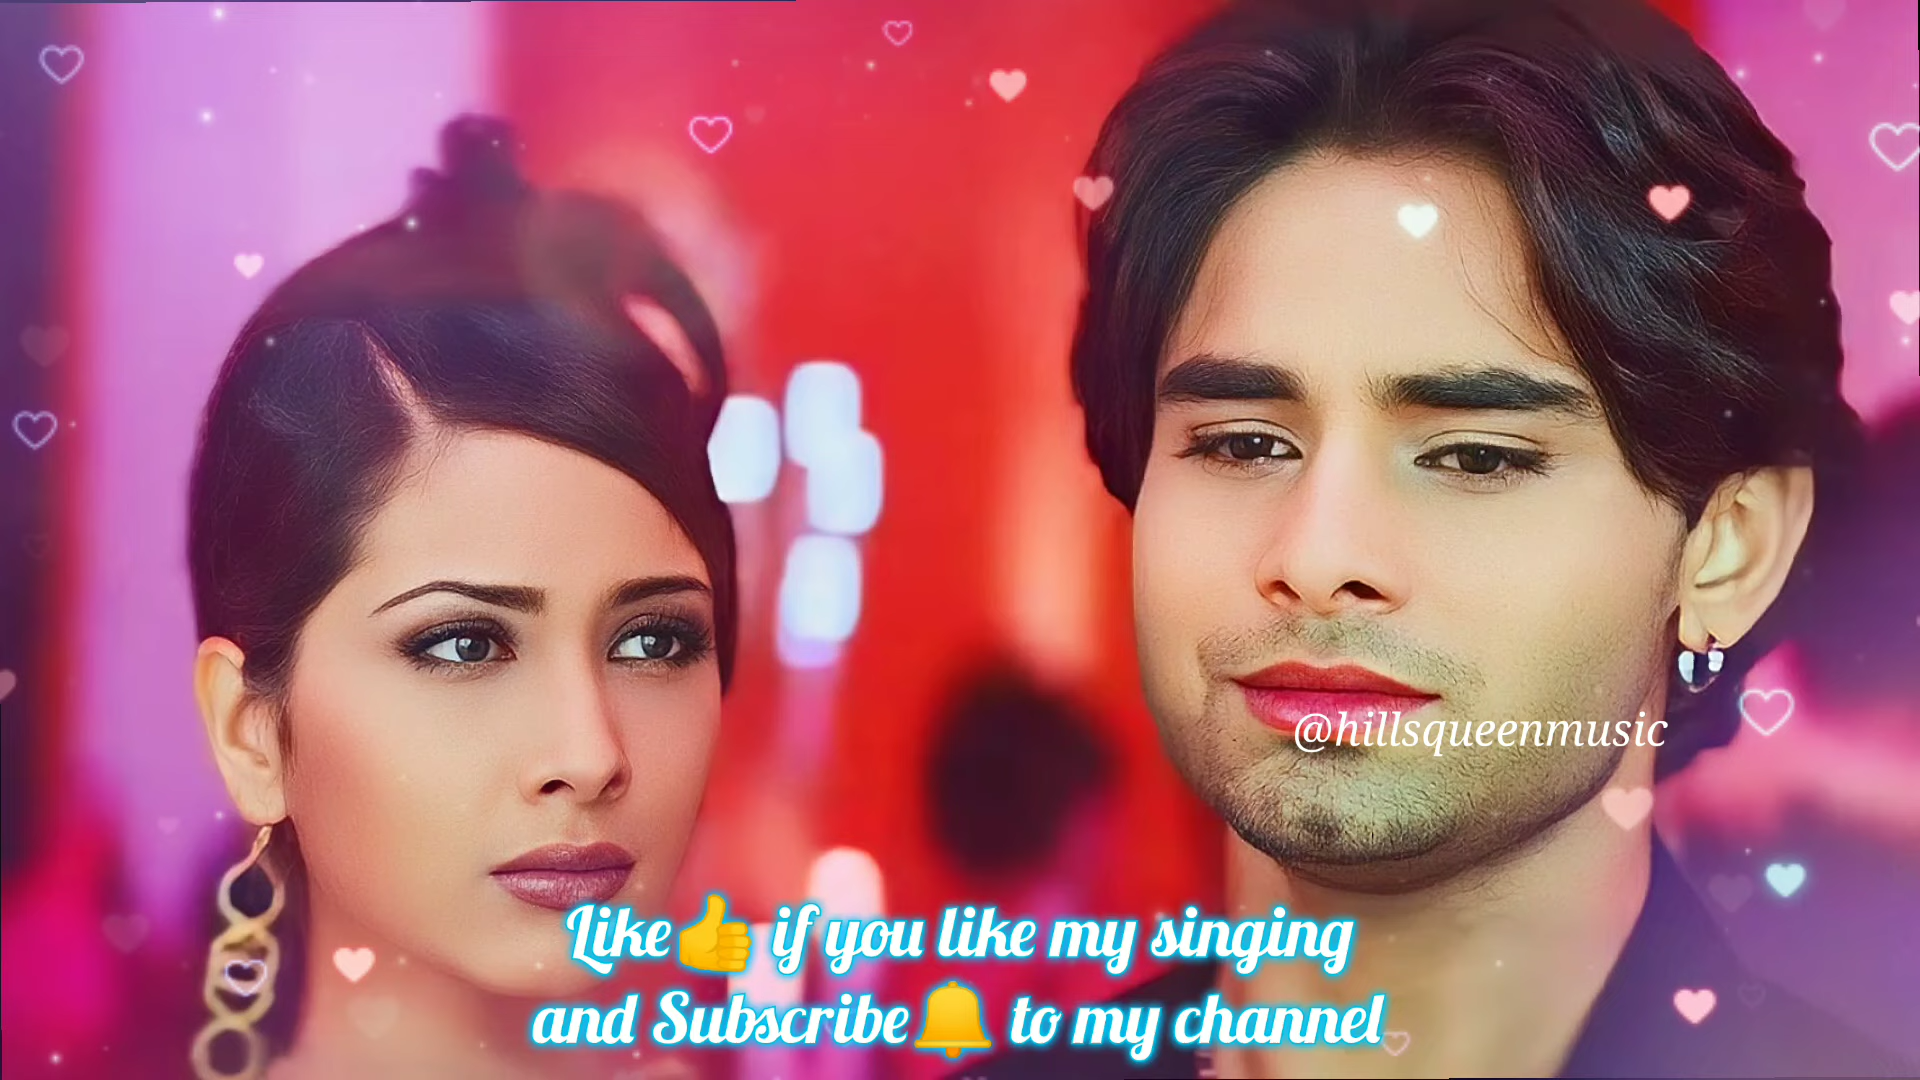 @hillsqueenmusic
Like👍 if you like my singing
and Subscribe🔔 to my channel